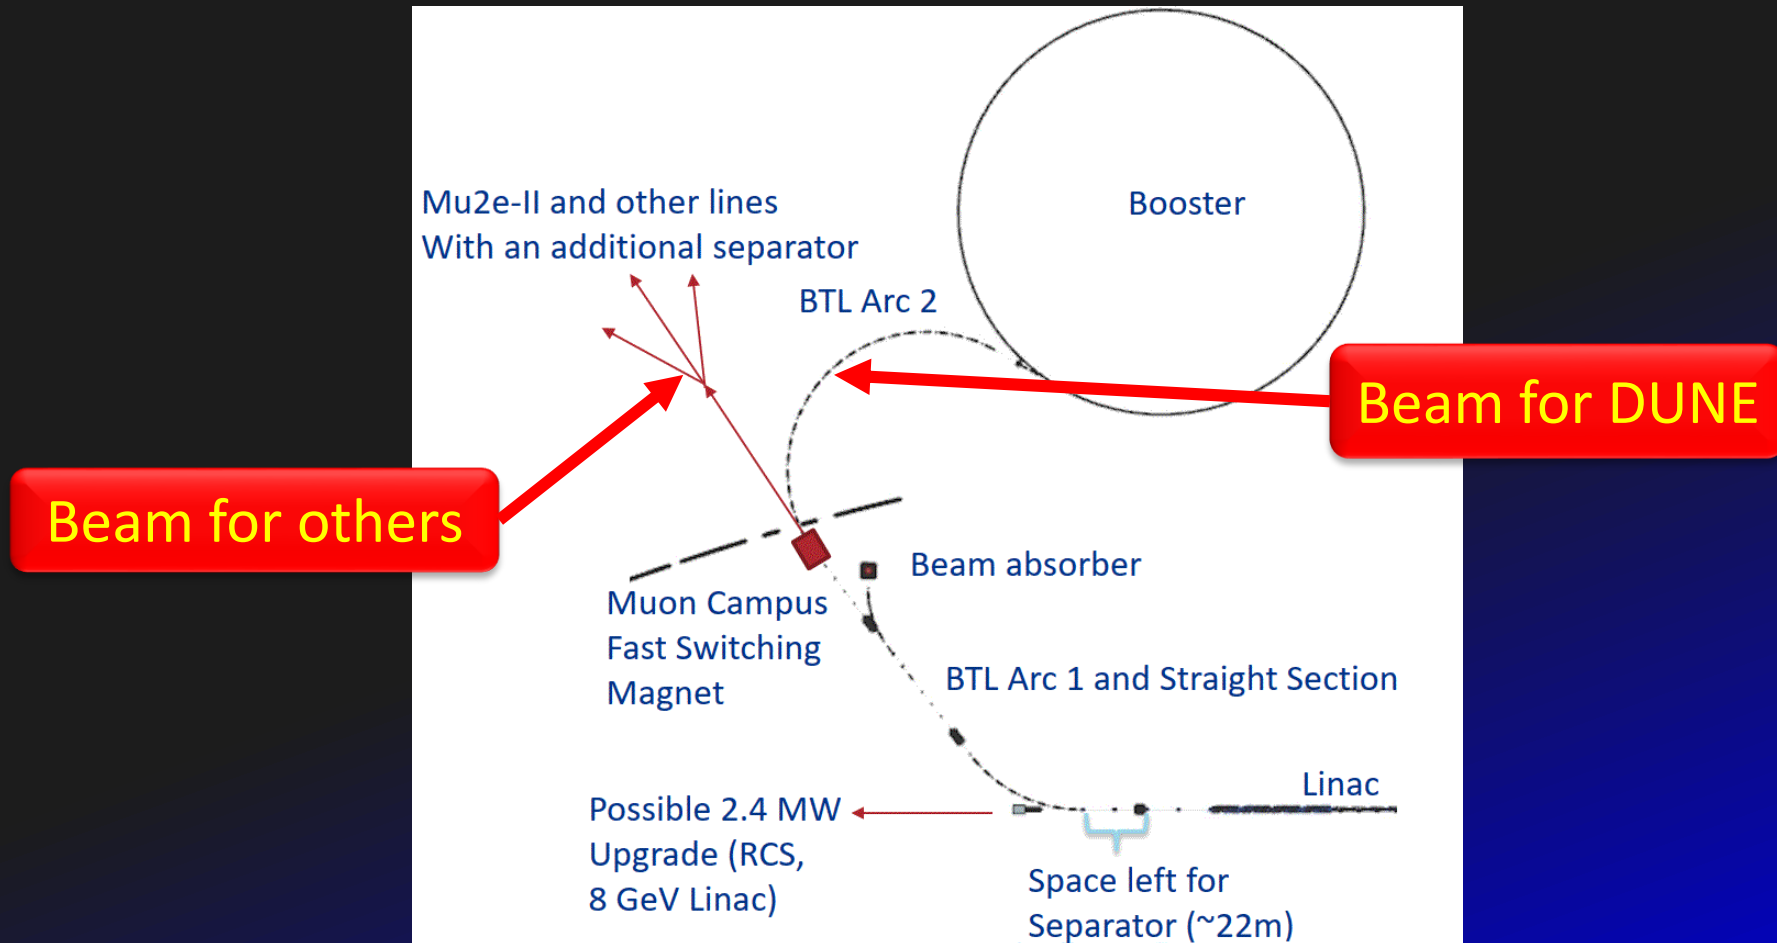 Booster
Mu2e-II and other lines
With an additional separator
BTL Arc 2
Beam for DUNE
Beam for others
Beam absorber
Muon Campus
Fast Switching
Magnet
BTL Arc 1 and Straight Section
Linac
Possible 2.4 MW
Upgrade (RCS,
8 GeV Linac)
Space left for
Separator (~22m)